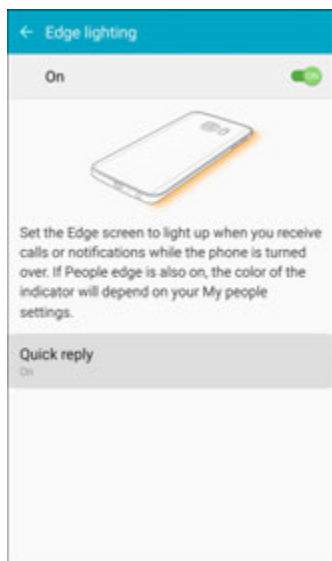 Edge lighting
On
ON
Set the Edge screen to light up when you receive
calls or notifications while the phone is turned
over. If People edge is also on, the color of the
indicator will depend on your My people
settings.
Quick reply
On